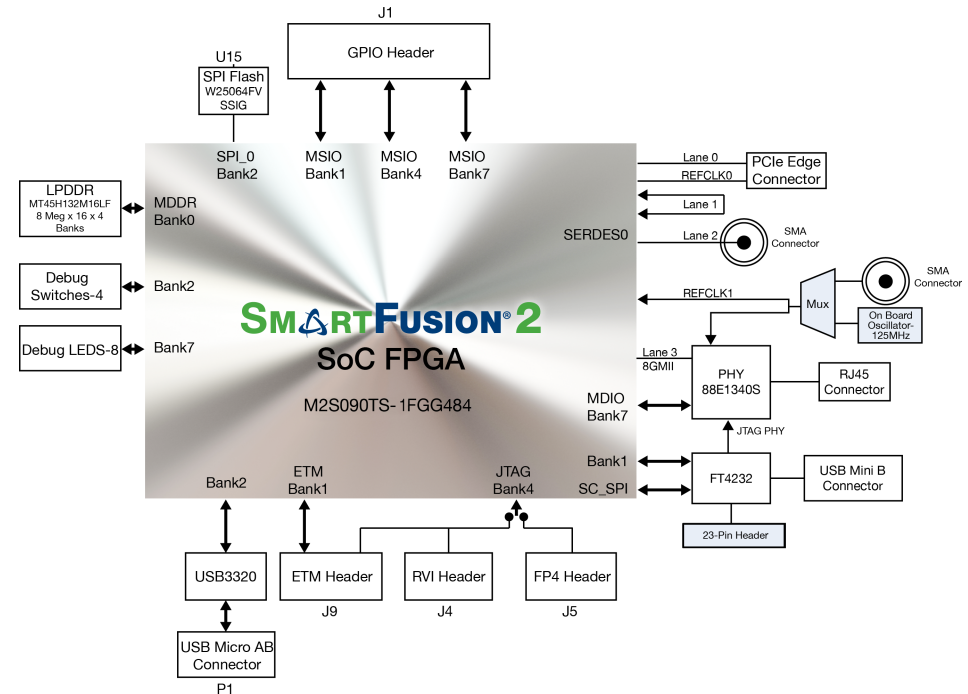 J1
GPIO Header
U15
SPI Flash
W25064FV
SSIG
SPI_0
Bank2
MSIO
Bank1
MSIO
Bank4
MSIO
Bank7
Lane 0
REFCLK0
PCIe Edge
Connector
Lane 1
LPDDR
MT45H132M16LF
8 Meg x 16 x 4
Banks
MDDR
Bank0
SERDES0
Lane 2
SMA
Connector
Debug
Switches-4
Bank2
REFCLK1
Mux
SMA
Connector
On Board
Oscillator-
125MHz
SMARTFUSION® 2
SoC FPGA
M2S090TS-1FGG484
Debug LEDS-8
Bank7
Lane 3
8GMII
PHY
88E1340S
RJ45
Connector
MDIO
Bank7
JTAG PHY
Bank1
SC_SPI
FT4232
USB Mini B
Connector
23-Pin Header
Bank2
ETM
Bank1
JTAG
Bank4
USB3320
ETM Header
RVI Header
FP4 Header
J9
J4
J5
USB Micro AB
Connector
P1